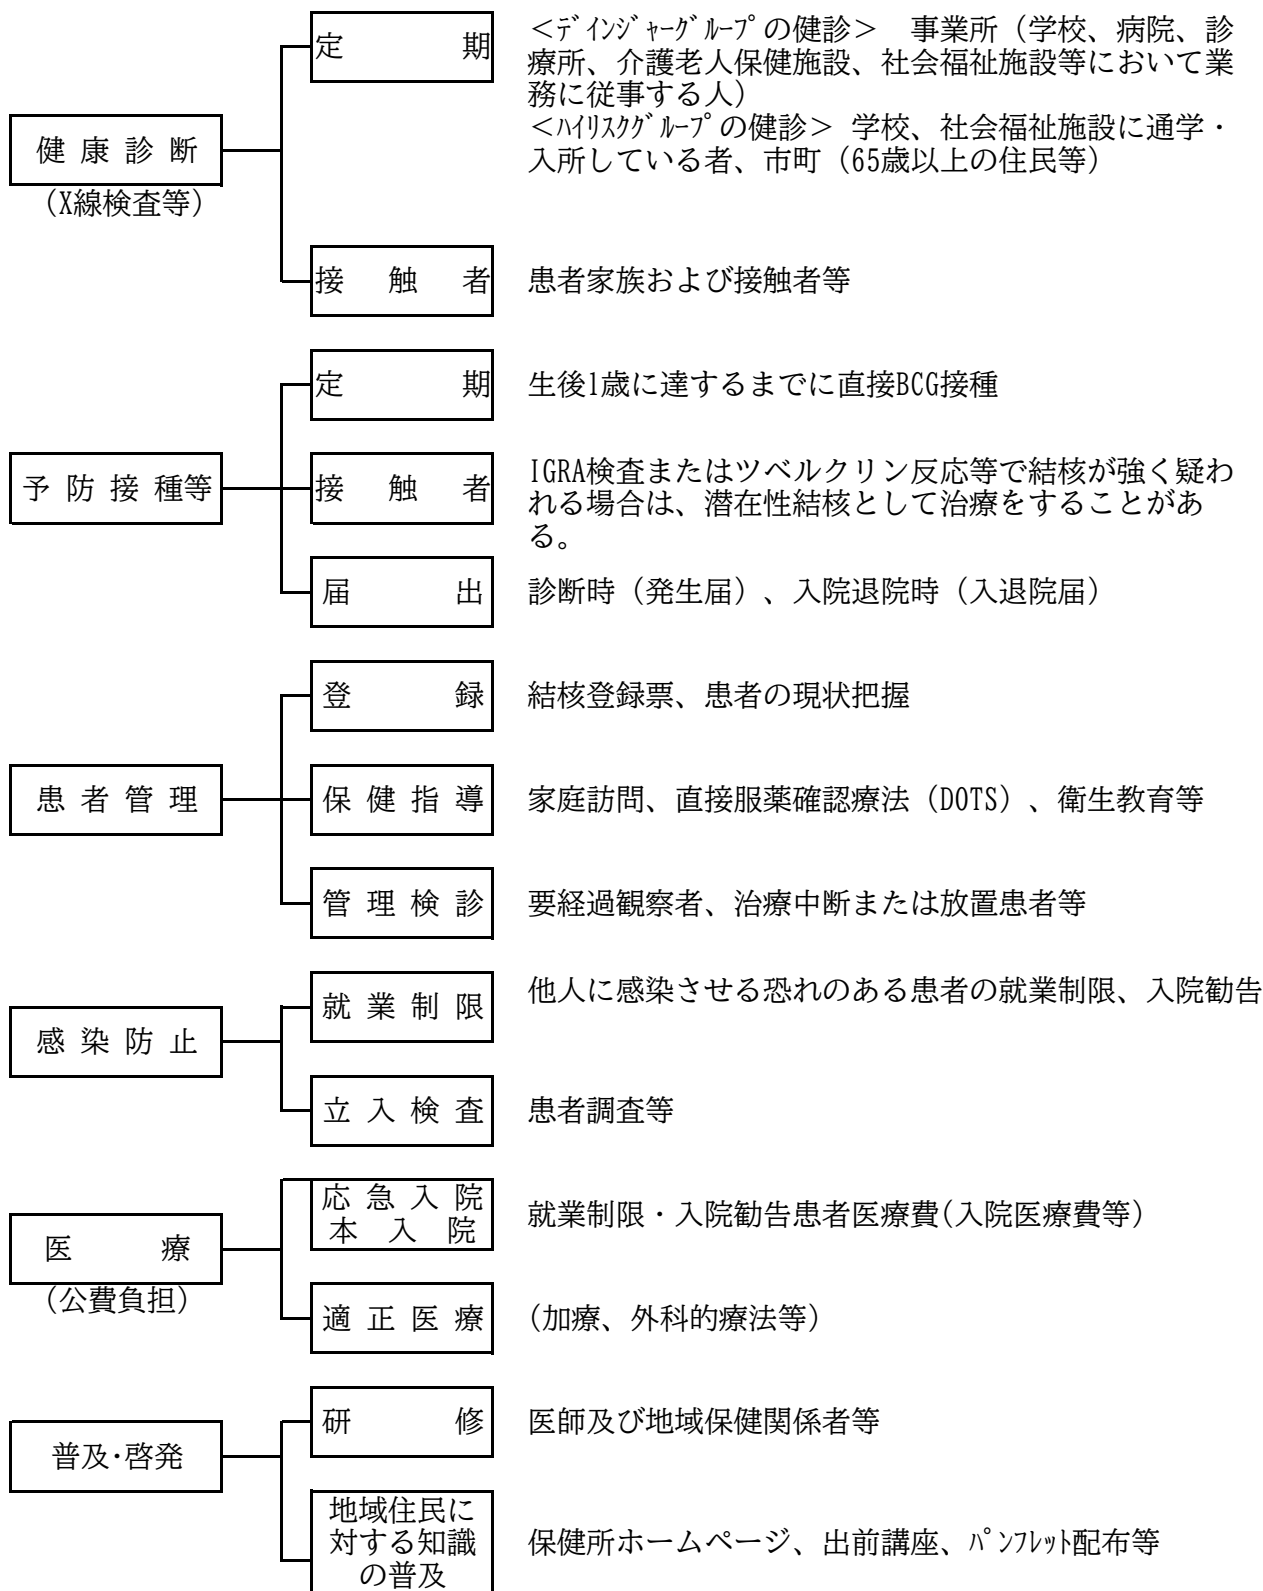 定　　期
＜ﾃﾞｲﾝｼﾞｬｰｸﾞﾙｰﾌﾟの健診＞　事業所（学校、病院、診
療所、介護老人保健施設、社会福祉施設等において業
務に従事する人）
＜ﾊｲﾘｽｸｸﾞﾙｰﾌﾟの健診＞ 学校、社会福祉施設に通学・
入所している者、市町（65歳以上の住民等）
健 康 診 断
（X線検査等）
接　触　者
患者家族および接触者等
定　　期
生後1歳に達するまでに直接BCG接種
予 防 接 種等
接　触　者
IGRA検査またはツベルクリン反応等で結核が強く疑わ
れる場合は、潜在性結核として治療をすることがあ
る。
届　　出
診断時（発生届）、入院退院時（入退院届）
登　　録
結核登録票、患者の現状把握
患 者 管 理
保 健 指 導
家庭訪問、直接服薬確認療法（DOTS）、衛生教育等
管 理 検 診
要経過観察者、治療中断または放置患者等
就 業 制 限
他人に感染させる恐れのある患者の就業制限、入院勧告
感 染 防 止
立 入 検 査
患者調査等
応 急 入 院
本　入　院
就業制限・入院勧告患者医療費(入院医療費等)
医　　療
（公費負担）
適 正 医 療
(加療、外科的療法等)
研　　修
医師及び地域保健関係者等
普及･啓発
地域住民に
対する知識
の普及
保健所ホームページ、出前講座、ﾊﾟﾝﾌﾚｯﾄ配布等